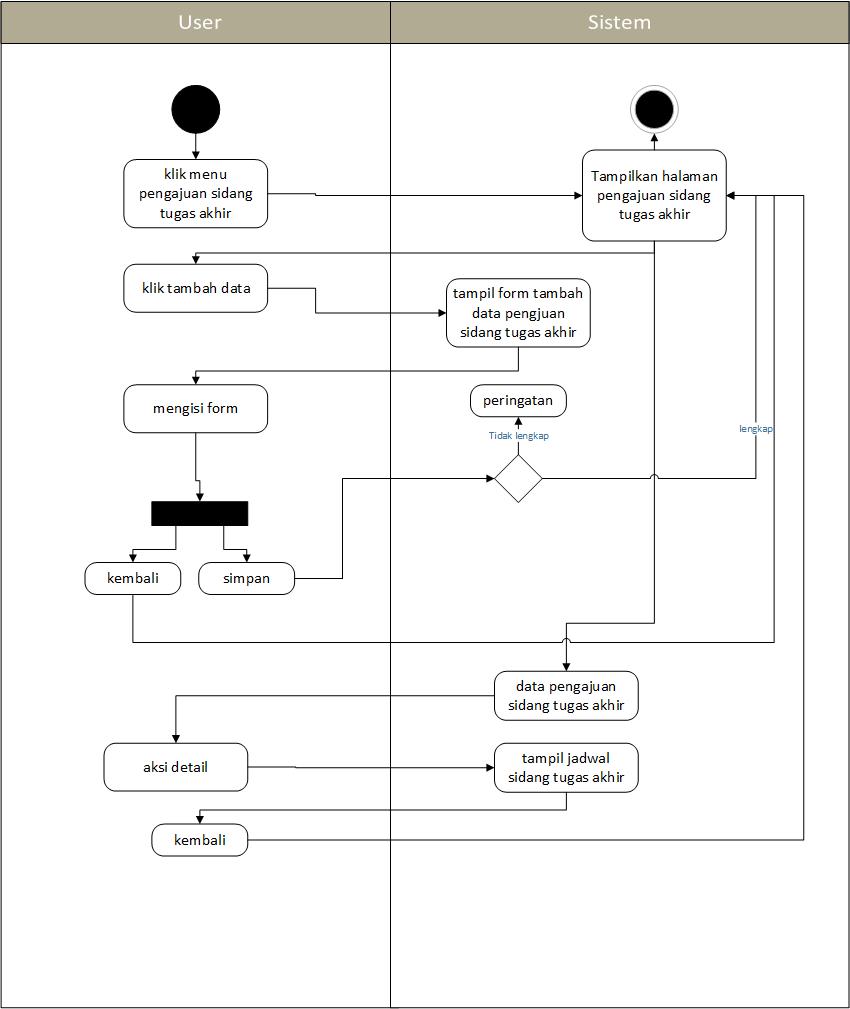 User
Sistem
klik menu
pengajuan sidang
tugas akhir
Tampilkan halaman
pengajuan sidang
tugas akhir
klik tambah data
tampil form tambah
data pengjuan
sidang tugas akhir
mengisi form
peringatan
Tidak lengkap
lengkap
kembali
simpan
data pengajuan
sidang tugas akhir
aksi detail
tampil jadwal
sidang tugas akhir
kembali